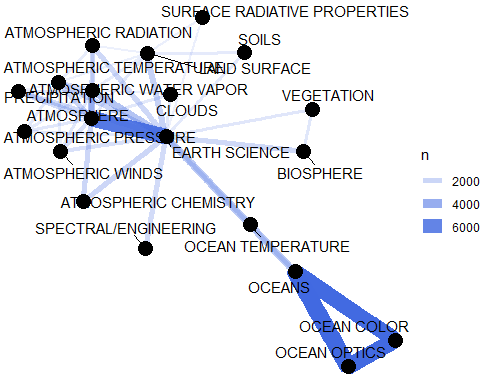 SURFACE RADIATIVE PROPERTIES
ATMOSPHERIC RADIATION
SOILS
ATMOSPHERIC TEMPERATURE
LAND SURFACE
ATMOSPHERIC WATER VAPOR
PRECIPITATION
VEGETATION
CLOUDS
ATMOSPHERE
ATMOSPHERIC PRESSURE
EARTH SCIENCE
n
ATMOSPHERIC WINDS
BIOSPHERE
2000
ATMOSPHERIC CHEMISTRY
4000
SPECTRAL/ENGINEERING
6000
OCEAN TEMPERATURE
OCEANS
OCEAN COLOR
OCEAN OPTICS